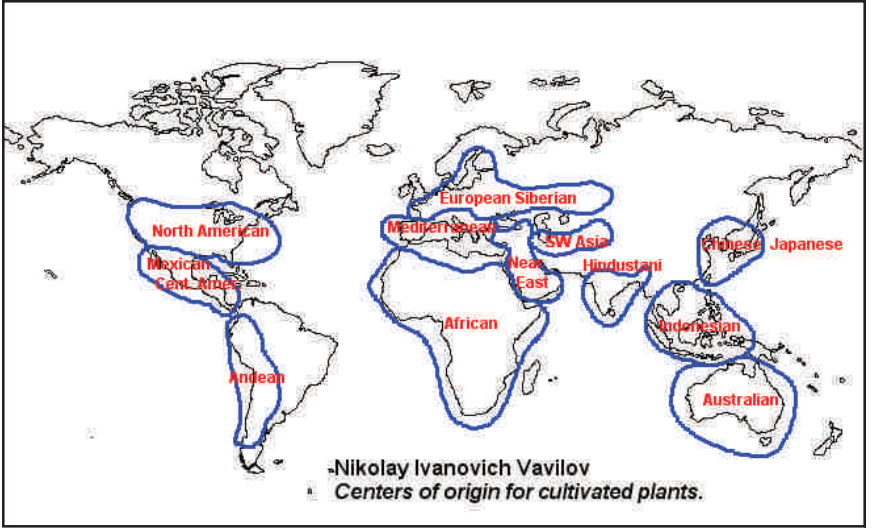 European Siberian
North American
Mediterranean
SW Asia
Chinese Japanese
Mexican
Cent. Amer.
Near
East
Hindustani
African
Indonesian
Andean
Australian
Nikolay Ivanovich Vavilov
Centers of origin for cultivated plants.